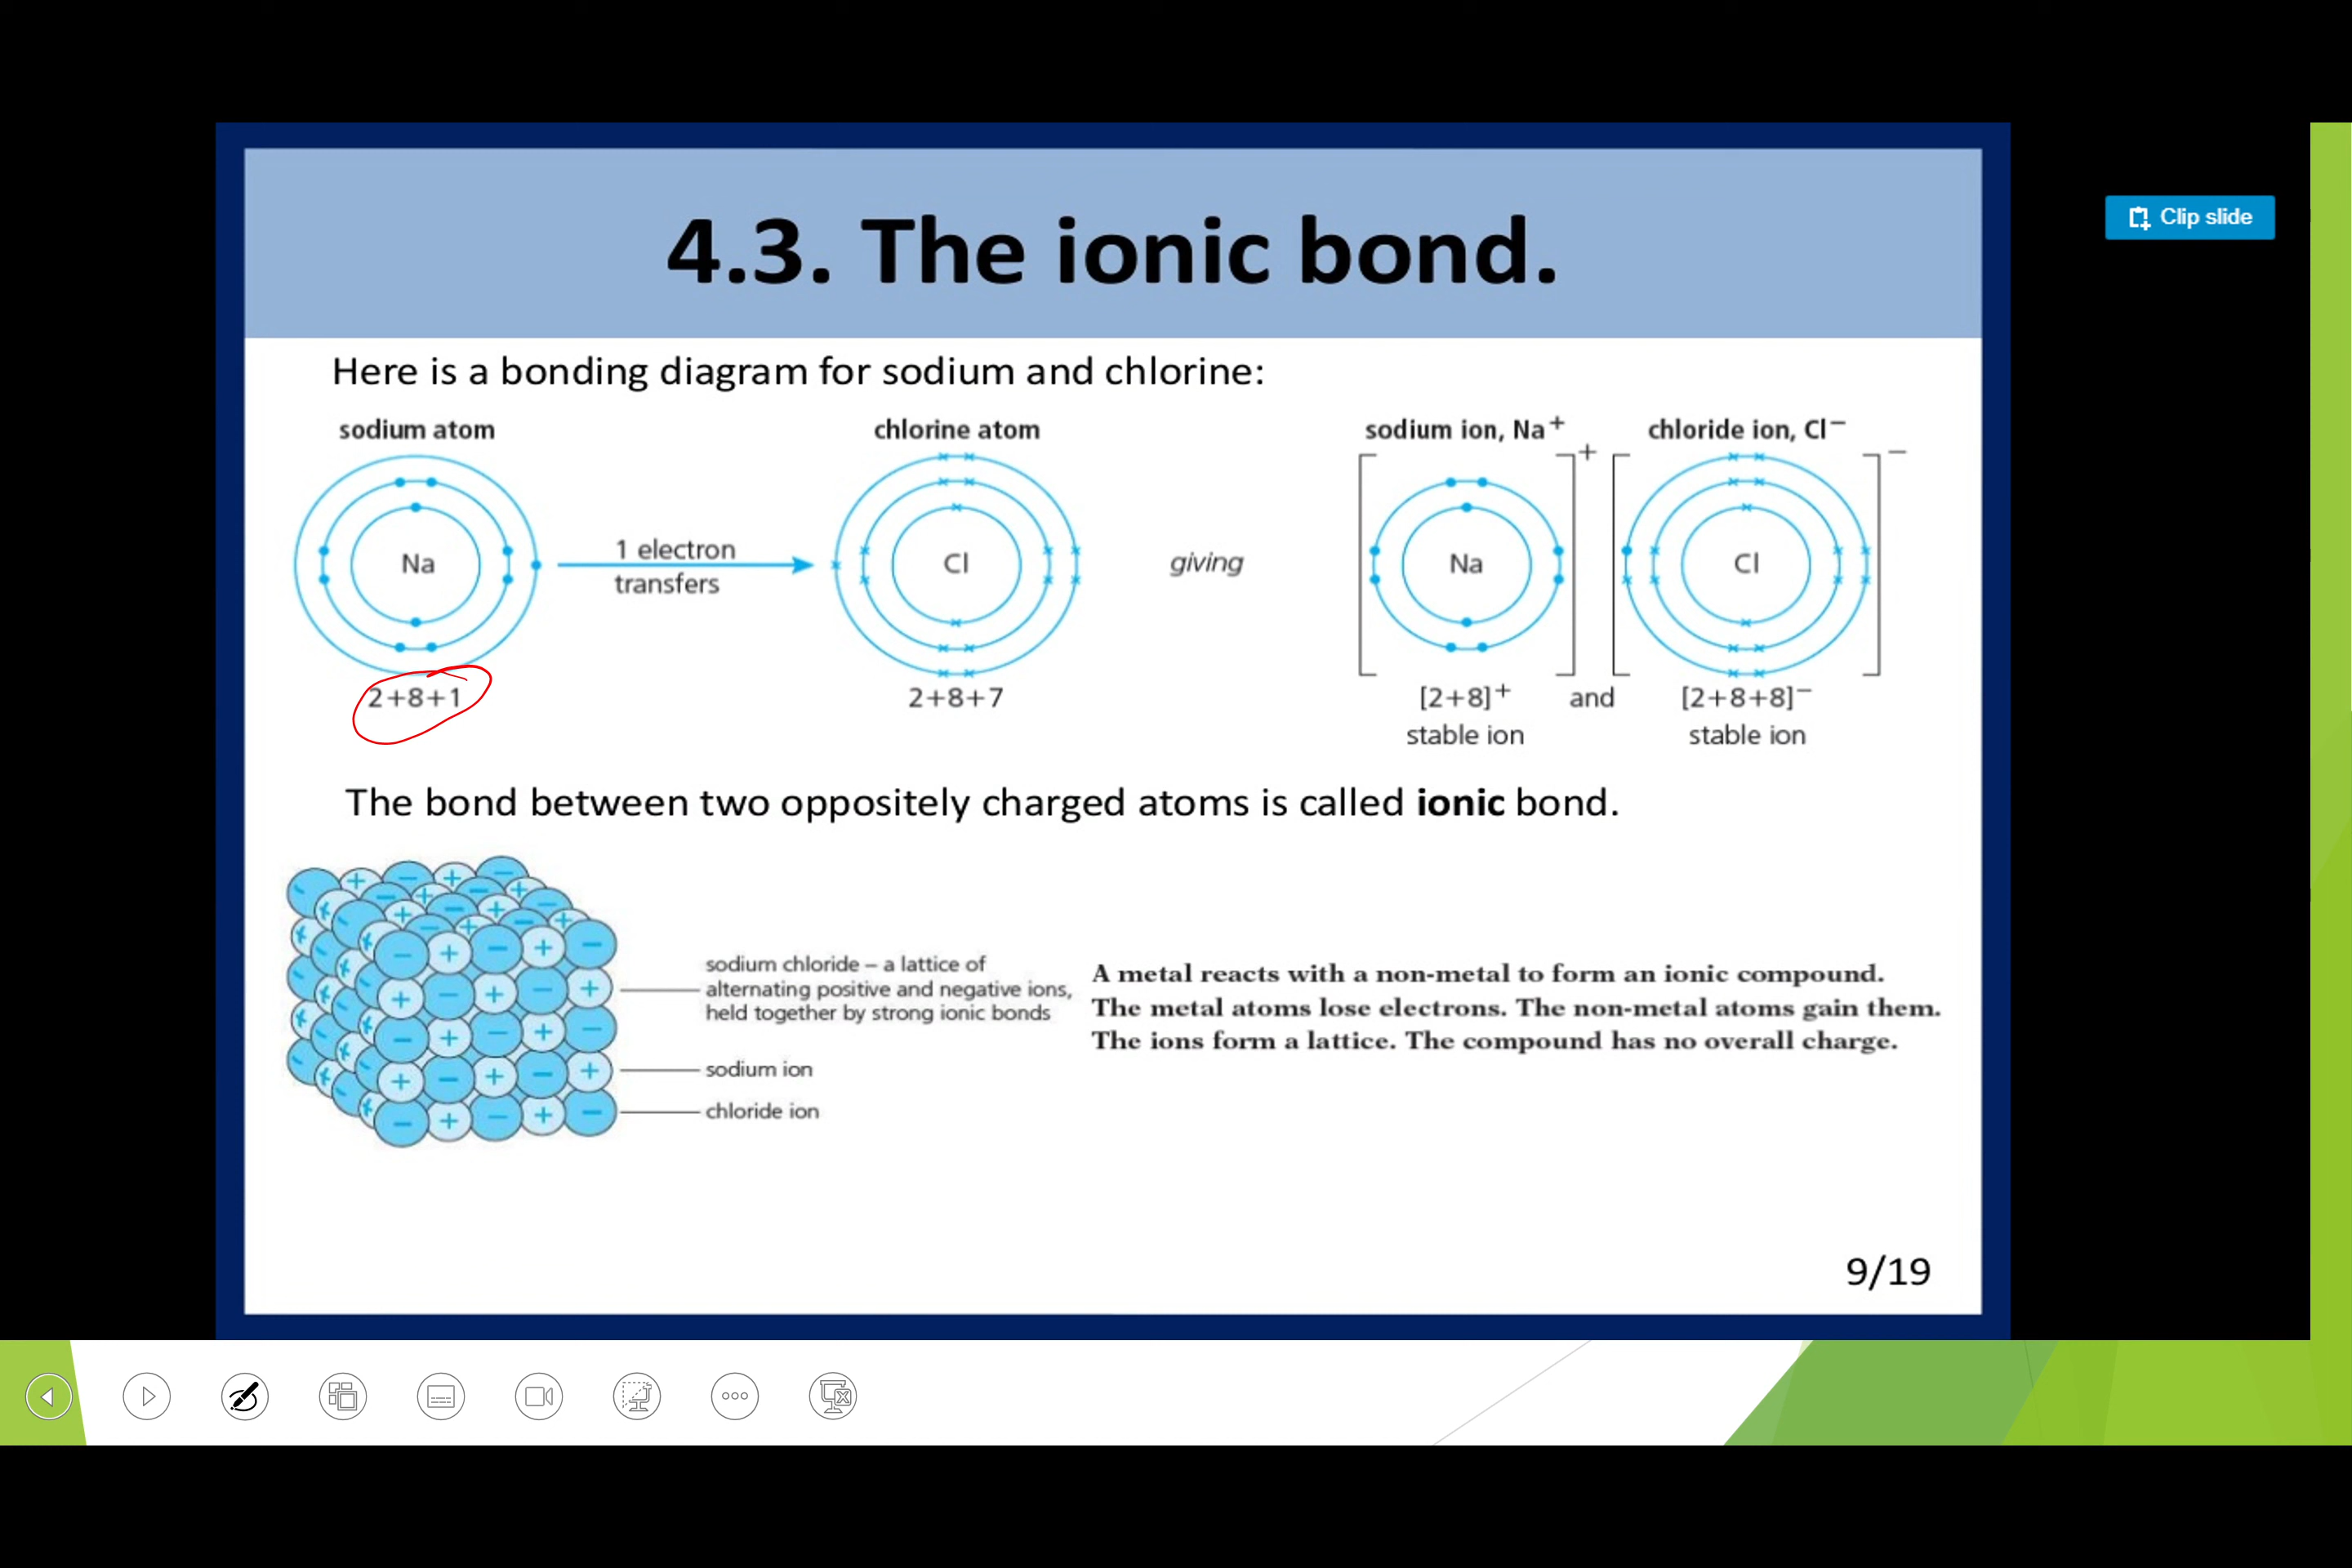 Clip slide
4.3. The ionic bond.
Here is a bonding diagram for sodium and chlorine:
sodium atom
chlorine atom
sodium ion, Na⁺
chloride ion, Cl⁻
Na
1 electron
transfers
Cl
giving
Na
+
Cl
−
2+8+1
2+8+7
[2+8]⁺
and
[2+8+8]⁻
stable ion
stable ion
The bond between two oppositely charged atoms is called ionic bond.
sodium chloride – a lattice of
alternating positive and negative ions,
held together by strong ionic bonds
sodium ion
chloride ion
A metal reacts with a non-metal to form an ionic compound.
The metal atoms lose electrons. The non-metal atoms gain them.
The ions form a lattice. The compound has no overall charge.
9/19